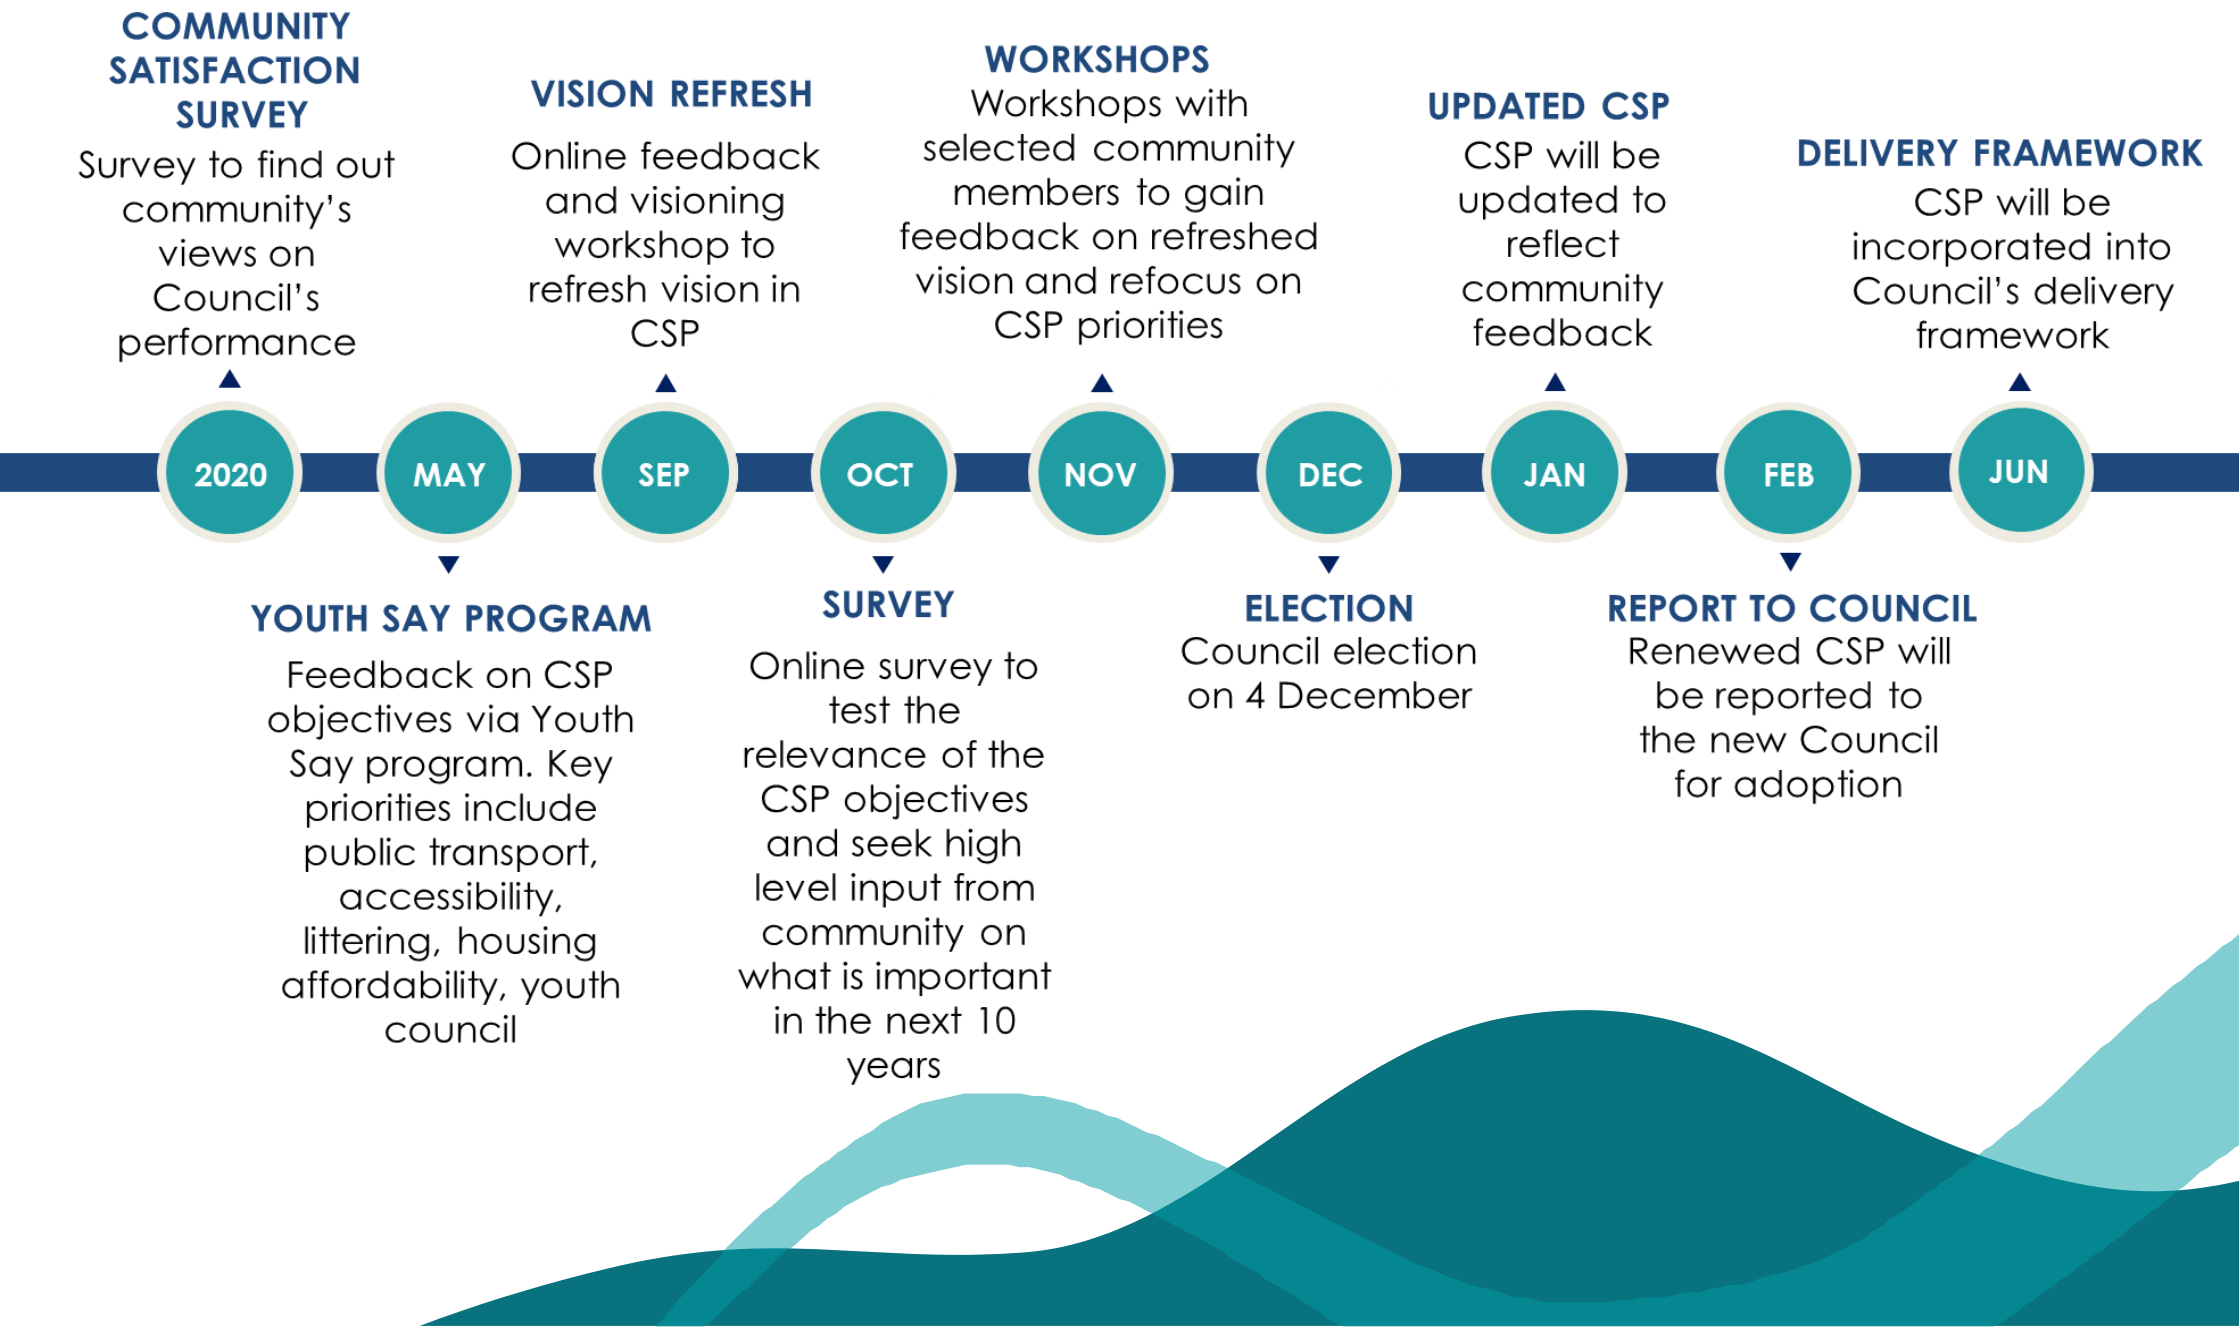 COMMUNITY
SATISFACTION
SURVEY
Survey to find out
community's
views on
Council's
performance
VISION REFRESH
Online feedback
and visioning
workshop to
refresh vision in
CSP
WORKSHOPS
Workshops with
selected community
members to gain
feedback on refreshed
vision and refocus on
CSP priorities
UPDATED CSP
CSP will be
updated to
reflect
community
feedback
DELIVERY FRAMEWORK
CSP will be
incorporated into
Council's delivery
framework
2020
MAY
SEP
OCT
NOV
DEC
JAN
FEB
JUN
YOUTH SAY PROGRAM
Feedback on CSP
objectives via Youth
Say program. Key
priorities include
public transport,
accessibility,
littering, housing
affordability, youth
council
SURVEY
Online survey to
test the
relevance of the
CSP objectives
and seek high
level input from
community on
what is important
in the next 10
years
ELECTION
Council election
on 4 December
REPORT TO COUNCIL
Renewed CSP will
be reported to
the new Council
for adoption